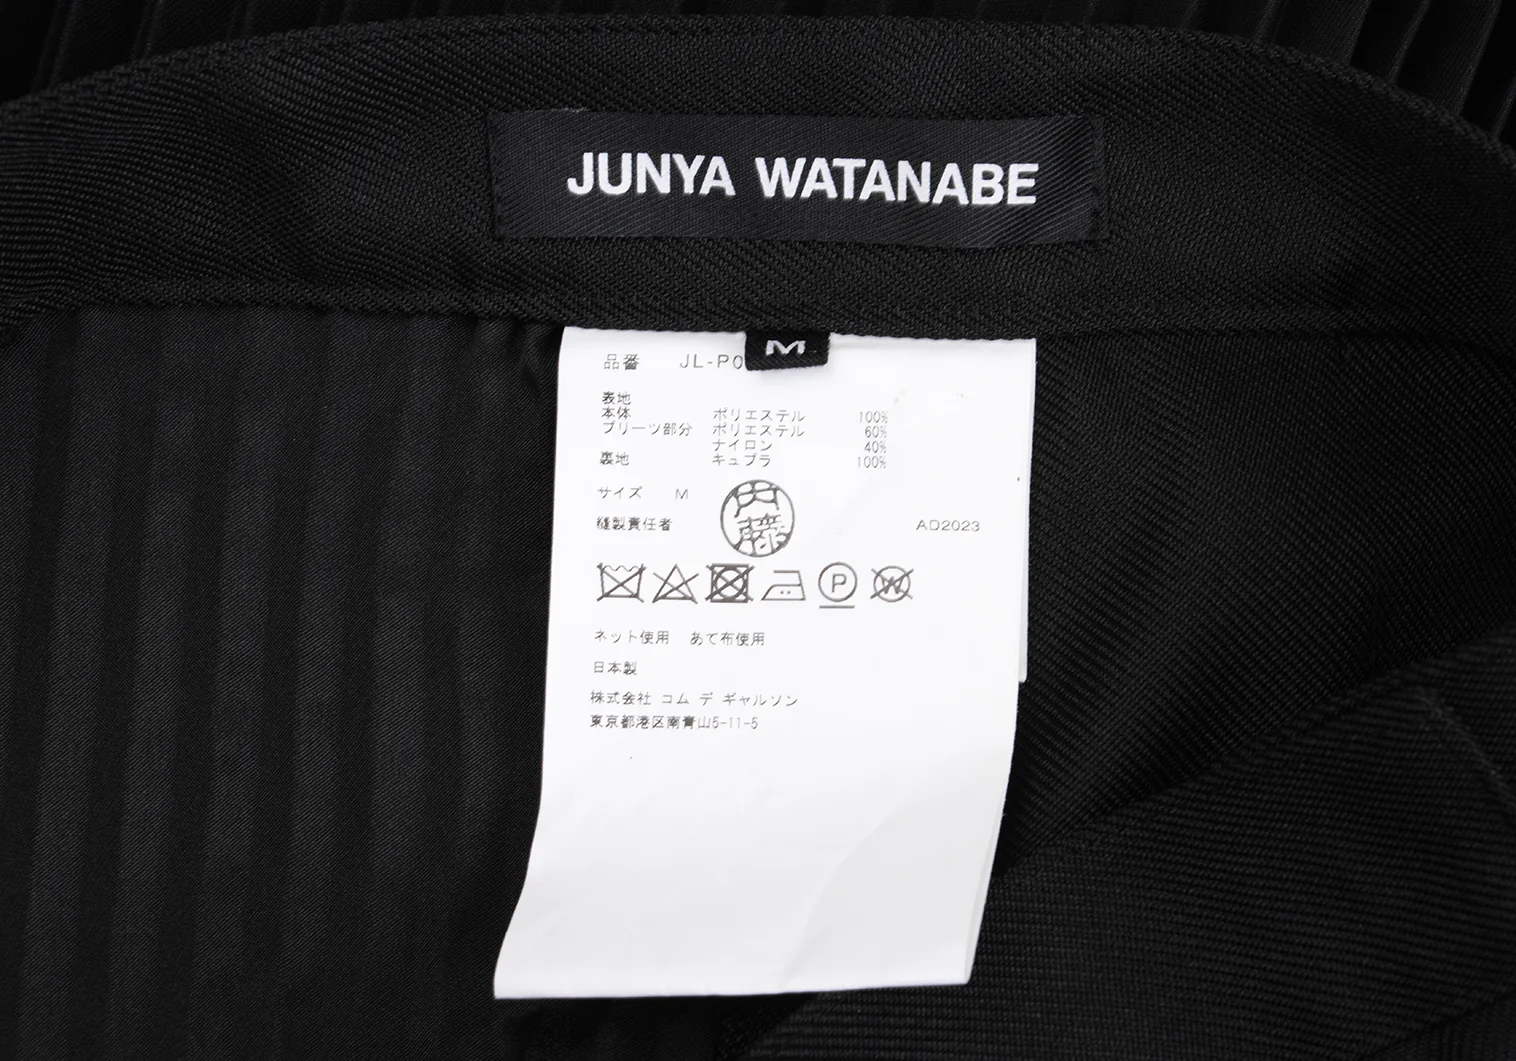 JUNYA WATANABE
M
品番 JL-P0
表地
本体 ポリエステル 100%
プリーツ部分 ポリエステル 60%
ナイロン 40%
裏地 キュプラ 100%
サイズ M
内藤
縫製責任者 AD2023
P W
ネット使用 あて布使用
日本製
株式会社 コム デ ギャルソン
東京都港区南青山5-11-5